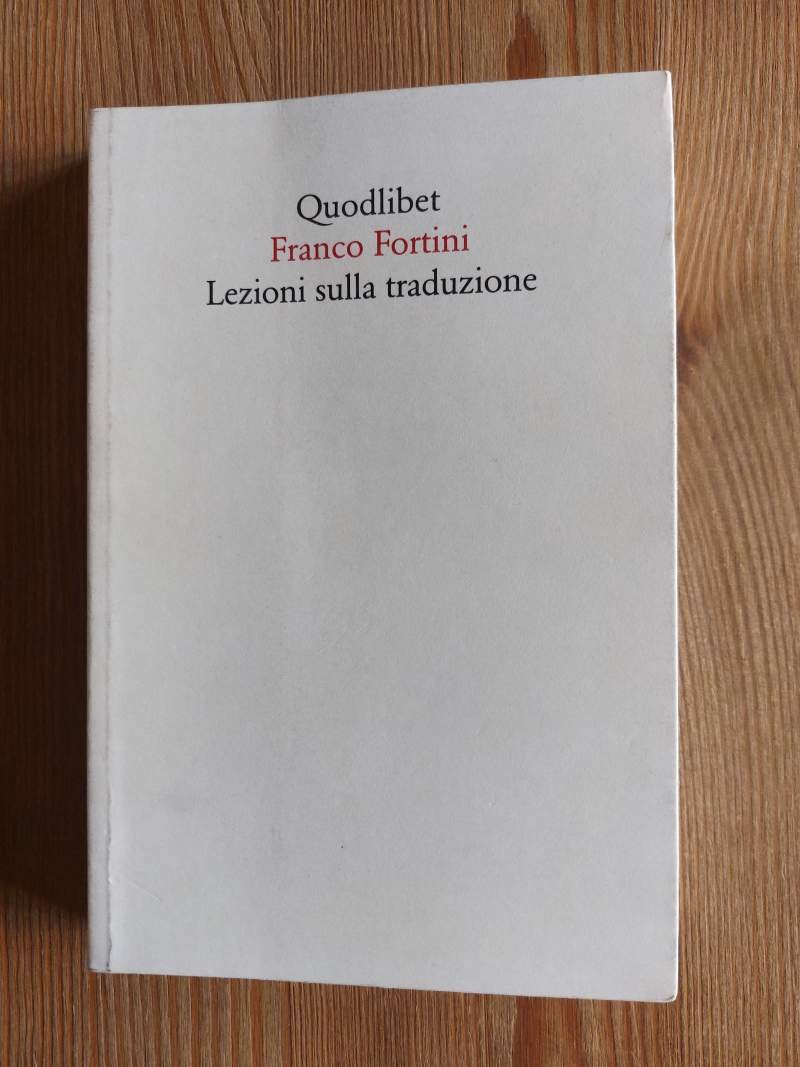 Quodlibet
Franco Fortini
Lezioni sulla traduzione